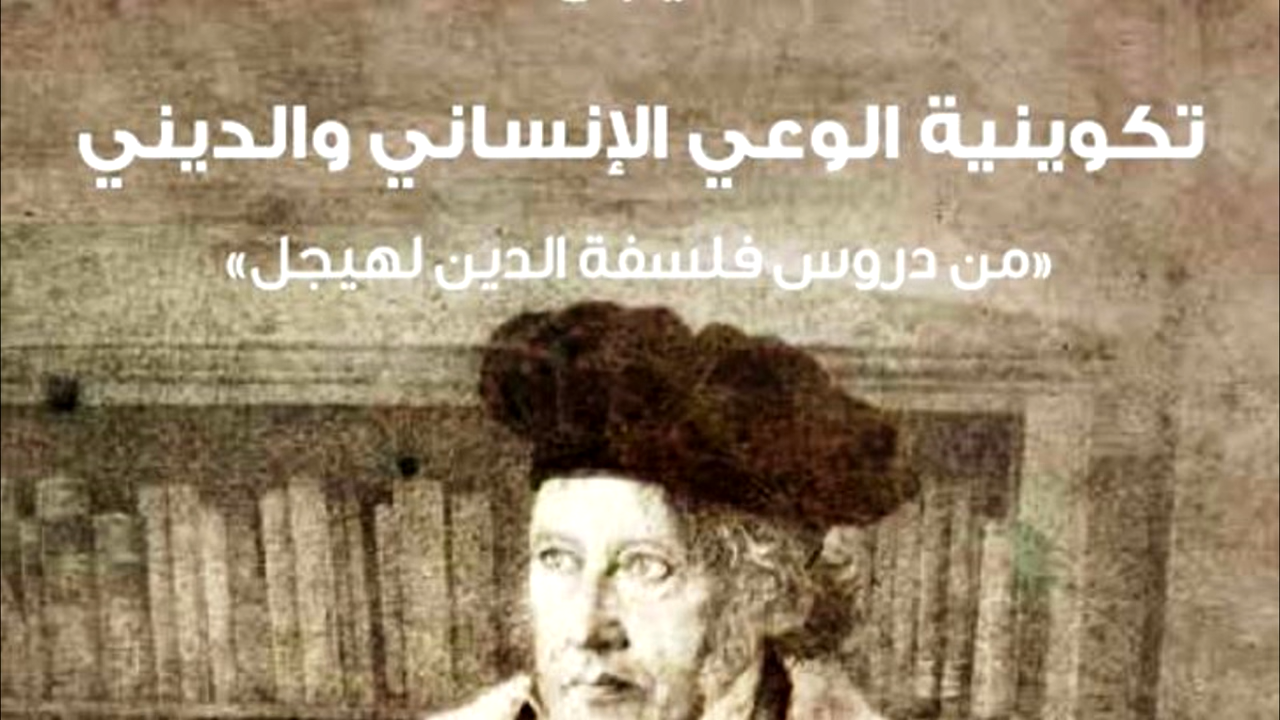 تكوينية الوعي الإنساني والديني
«من دروس فلسفة الدين لهيجل»